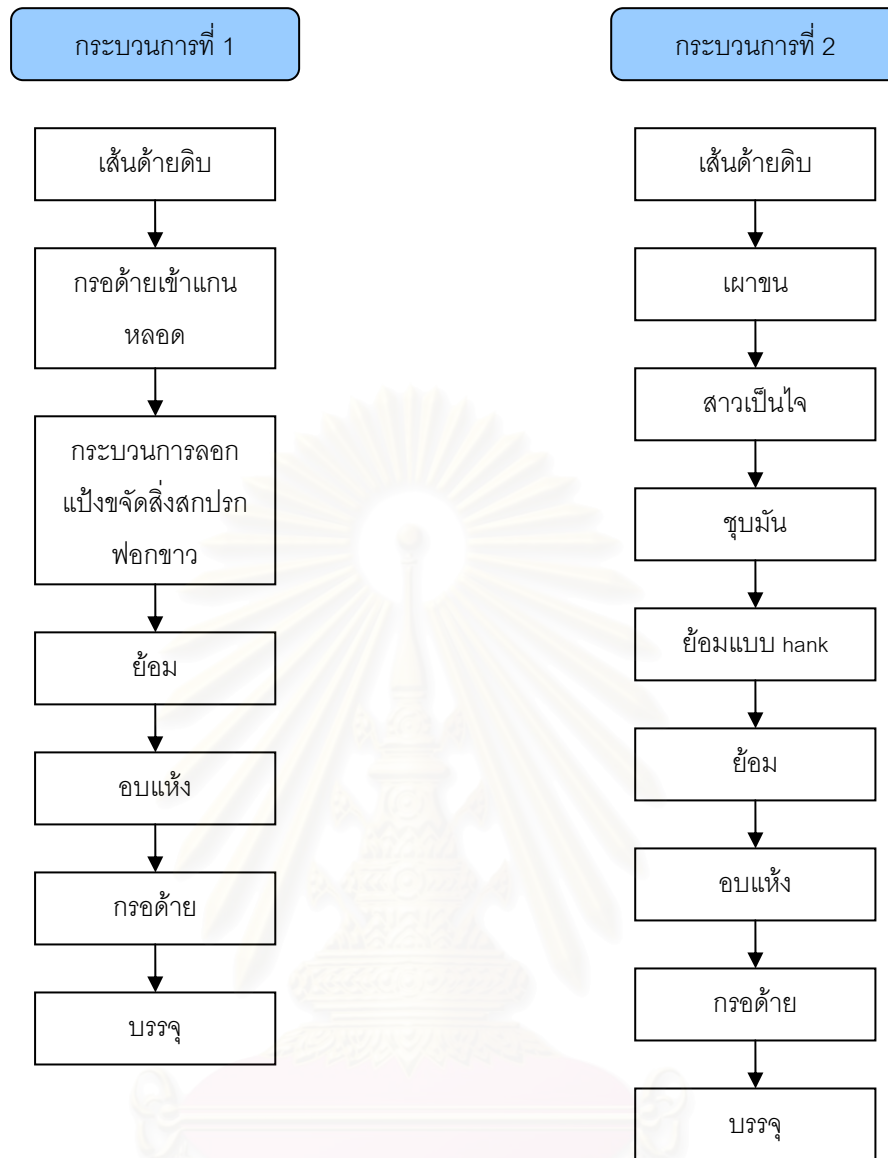 กระบวนการที่ 1
เส้นด้ายดิบ
กรอด้ายเข้าแกน
หลอด
กระบวนการลอก
แป้งขจัดสิ่งสกปรก
ฟอกขาว
ย้อม
อบแห้ง
กรอด้าย
บรรจุ
กระบวนการที่ 2
เส้นด้ายดิบ
เผาขน
สาวเป็นไจ
ชุบมัน
ย้อมแบบ hank
ย้อม
อบแห้ง
กรอด้าย
บรรจุ